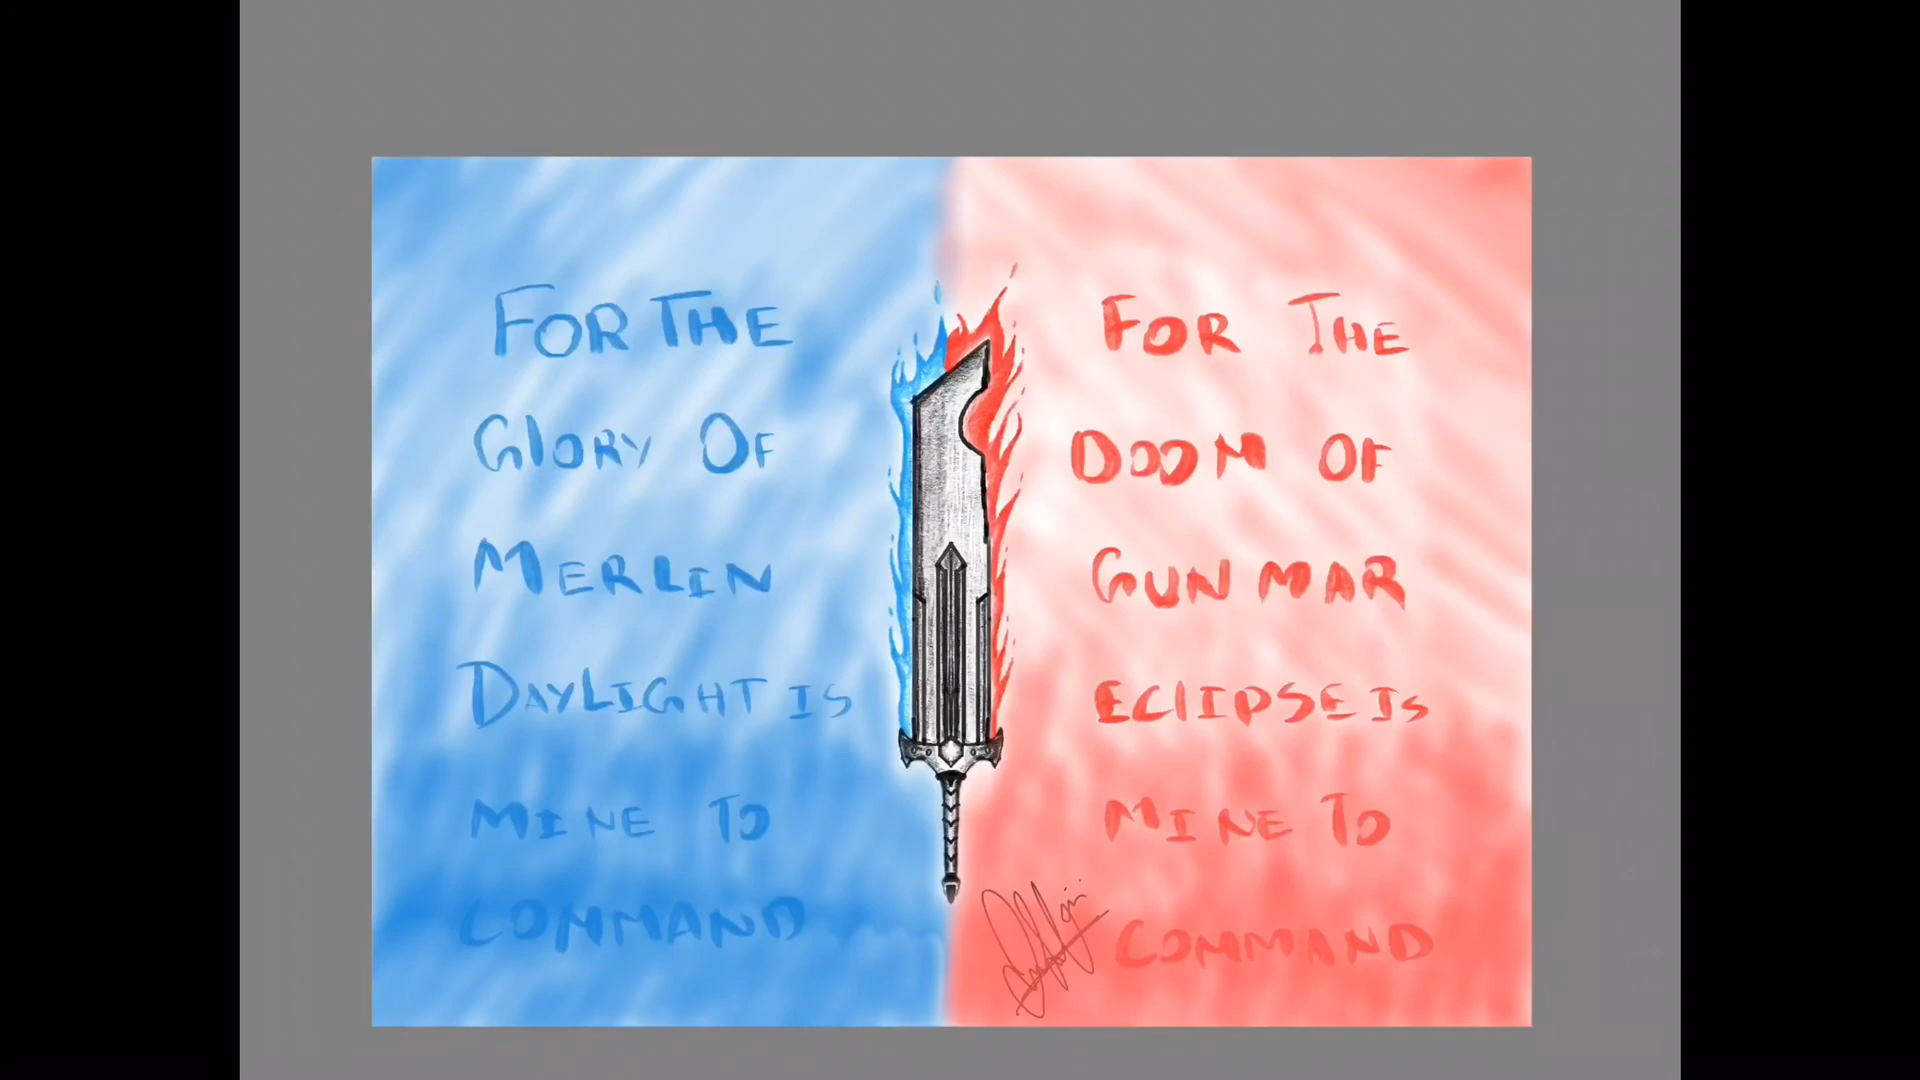 FOR THE
GlORY OF
MERLIN
DAYLIGHT IS
MINE TO
COMMAND
FOR THE
DOOM OF
GUNMAR
ECLIPSE IS
MINE TO
COMMAND